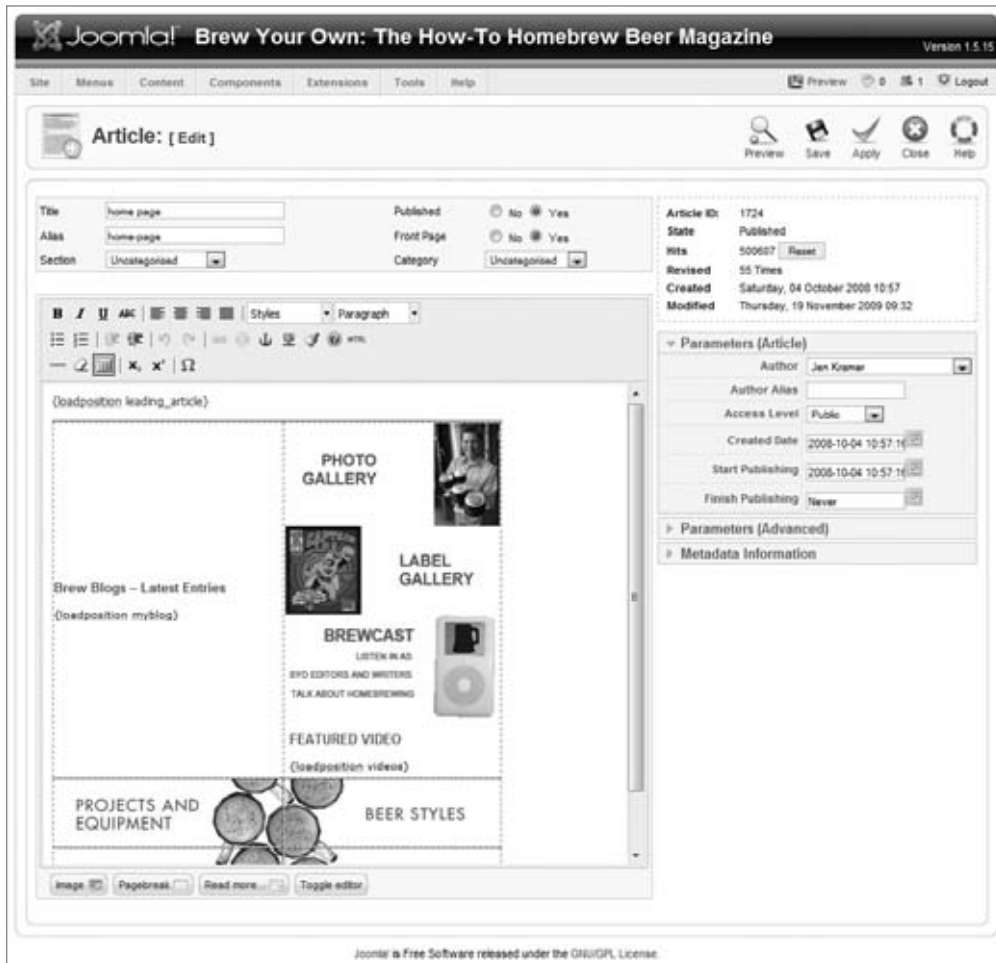 Joomla! Brew Your Own: The How-To Homebrew Beer Magazine
Version 1.5.15
Site Menus Content Components Extensions Tools Help Preview 0 1 Logout
Article: [ Edit ]
Preview Save Apply Close Help
Title home page Published No Yes
Alias home-page Front Page No Yes
Section Uncategorised Category Uncategorised
Article ID: 1724
State Published
Hits 500607 Reset
Revised 55 Times
Created Saturday, 04 October 2008 10:57
Modified Thursday, 19 November 2009 09:32
B I U ABC Styles Paragraph
HTML
x, x² Ω
{loadposition leading_article}
PHOTO
GALLERY
LABEL
GALLERY
Brew Blogs – Latest Entries
{loadposition myblog}
BREWCAST
LISTEN IN AS
BYO EDITORS AND WRITERS
TALK ABOUT HOMEBREWING
FEATURED VIDEO
{loadposition videos}
PROJECTS AND
EQUIPMENT
BEER STYLES
Image Pagebreak Read more... Toggle editor
Parameters (Article)
Author Jen Kramer
Author Alias
Access Level Public
Created Date 2008-10-04 10:57:16
Start Publishing 2008-10-04 10:57:16
Finish Publishing Never
Parameters (Advanced)
Metadata Information
Joomla! is Free Software released under the GNU/GPL License.